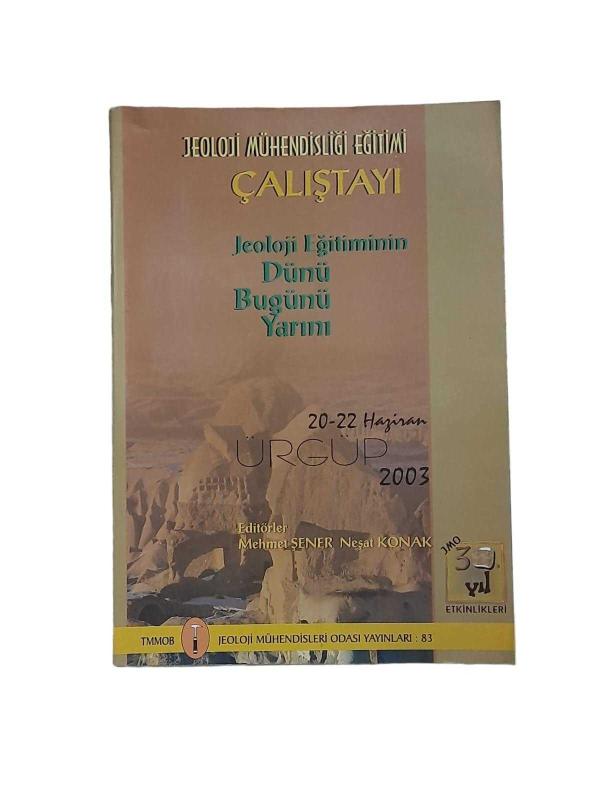 JEOLOJİ MÜHENDİSLİĞİ EĞİTİMİ
ÇALIŞTAYI
Jeoloji Eğitiminin
Dünü
Bugünü
Yarını
20-22 Haziran
ÜRGÜP
2003
Editörler
Mehmet ŞENER Neşat KONAK
JMO
30.
yıl
ETKİNLİKLERİ
TMMOB JEOLOJİ MÜHENDİSLERİ ODASI YAYINLARI : 83